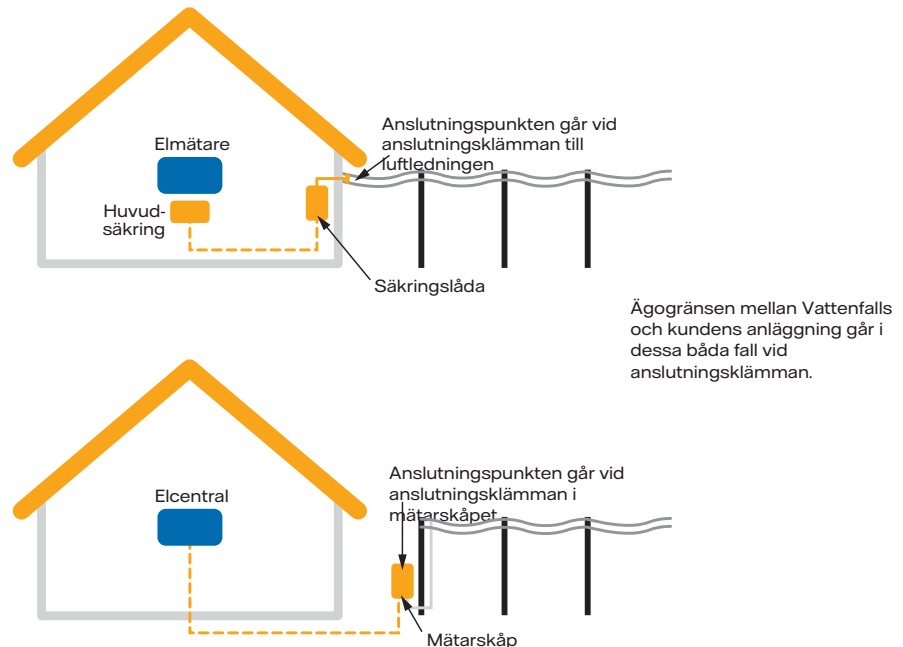 Anslutningspunkten går vid
anslutningsklämman till
luftledningen
Elmätare
Huvud-
säkring
Säkringslåda
Ägogränsen mellan Vattenfalls
och kundens anläggning går i
dessa båda fall vid
anslutningsklämman.
Anslutningspunkten går vid
anslutningsklämman i
mätarskåpet
Elcentral
Mätarskåp